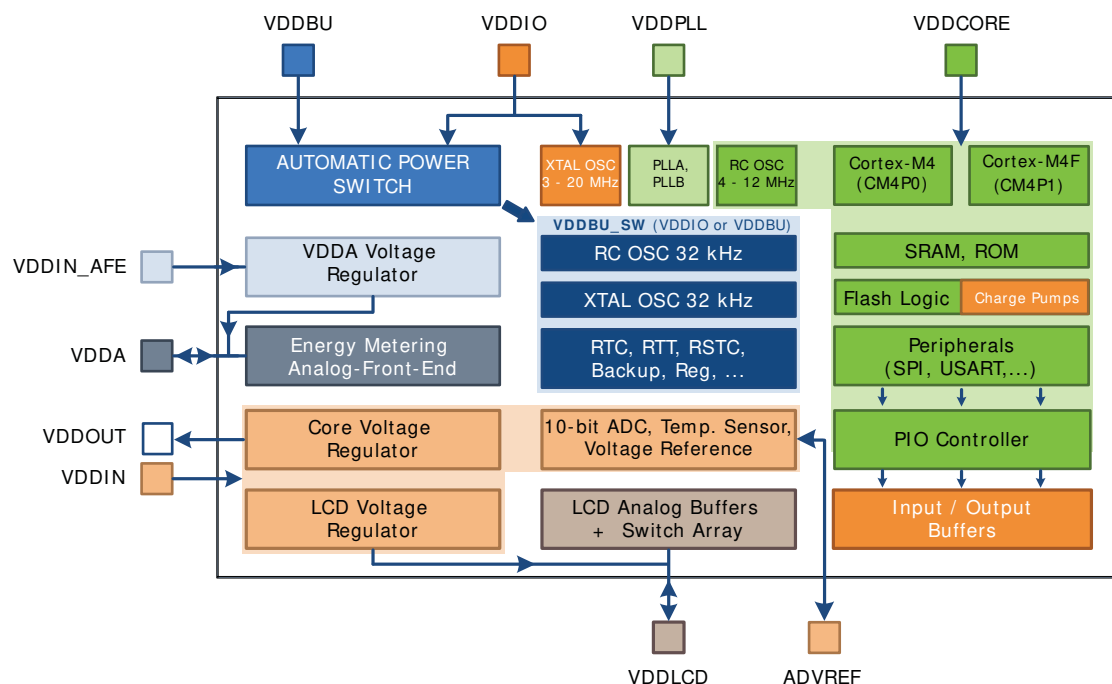 VDDBU
VDDIO
VDDPLL
VDDCORE
AUTOMATIC POWER
SWITCH
XTAL OSC
3 - 20 MHz
PLLA,
PLLB
RC OSC
4 - 12 MHz
Cortex-M4
(CM4P0)
Cortex-M4F
(CM4P1)
VDDBU_SW (VDDIO or VDDBU)
VDDIN_AFE
VDDA Voltage
Regulator
RC OSC 32 kHz
SRAM, ROM
XTAL OSC 32 kHz
Flash Logic
Charge Pumps
VDDA
Energy Metering
Analog-Front-End
RTC, RTT, RSTC,
Backup, Reg, ...
Peripherals
(SPI, USART,...)
VDDOUT
Core Voltage
Regulator
10-bit ADC, Temp. Sensor,
Voltage Reference
PIO Controller
VDDIN
LCD Voltage
Regulator
LCD Analog Buffers
+ Switch Array
Input / Output
Buffers
VDDLCD
ADVREF